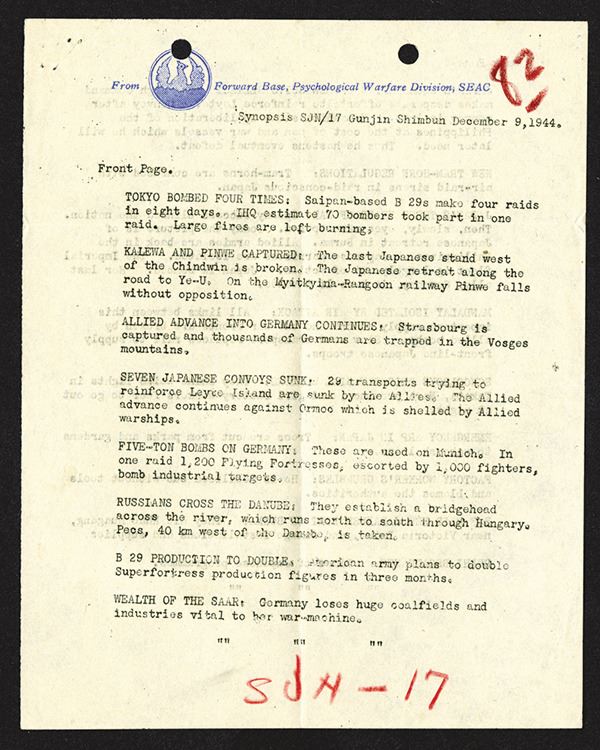 82
From Forward Base, Psychological Warfare Division, SEAC
Synopsis SJN/17 Gunjin Shimbun December 9, 1944.
Front Page.
TOKYO BOMBED FOUR TIMES: Saipan-based B 29s make four raids
in eight days. IHQ estimate 70 bombers took part in one
raid. Large fires are left burning.
KALEWA AND PINWE CAPTURED: The last Japanese stand west
of the Chindwin is broken. The Japanese retreat along the
road to Ye-U. On the Myitkyina-Rangoon railway Pinwe falls
without opposition.
ALLIED ADVANCE INTO GERMANY CONTINUES: Strasbourg is
captured and thousands of Germans are trapped in the Vosges
mountains.
SEVEN JAPANESE CONVOYS SUNK: 29 transports trying to
reinforce Leyte Island are sunk by the Allies. The Allied
advance continues against Ormoc which is shelled by Allied
warships.
FIVE-TON BOMBS ON GERMANY: These are used on Munich. In
one raid 1,200 Flying Fortresses, escorted by 1,000 fighters,
bomb industrial targets.
RUSSIANS CROSS THE DANUBE: They establish a bridgehead
across the river, which runs north to south through Hungary.
Pecs, 40 km west of the Danube, is taken.
B 29 PRODUCTION TO DOUBLE. American army plans to double
Superfortress production figures in three months.
WEALTH OF THE SAAR: Germany loses huge coalfields and
industries vital to her war-machine.
"" "" ""
SJN-17